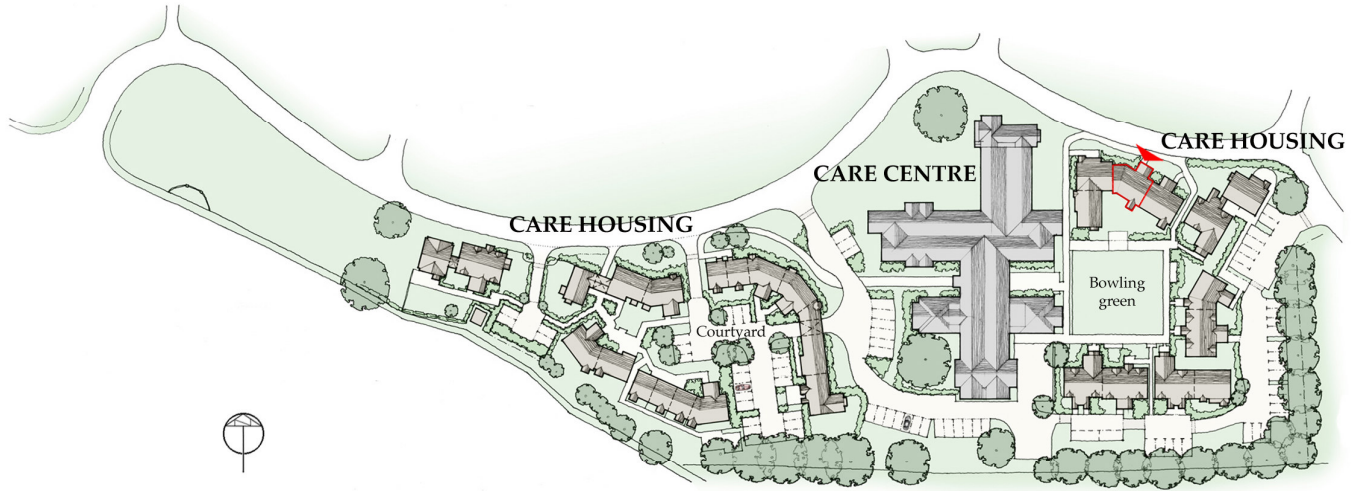 CARE HOUSING
CARE CENTRE
CARE HOUSING
Bowling
green
Courtyard